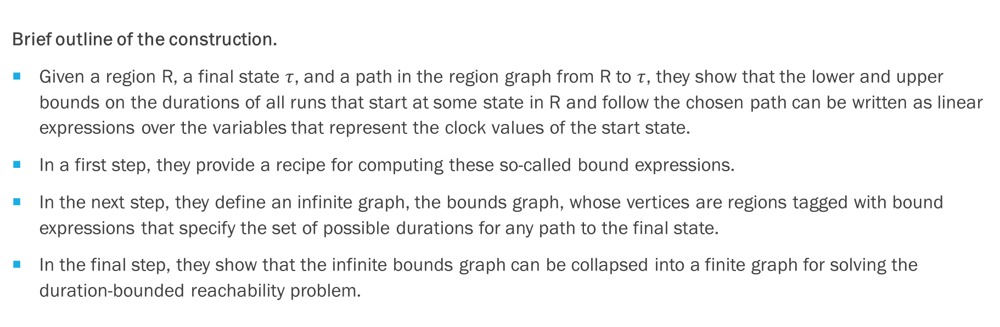 Brief outline of the construction.
▪ Given a region R, a final state τ, and a path in the region graph from R to τ, they show that the lower and upper
bounds on the durations of all runs that start at some state in R and follow the chosen path can be written as linear
expressions over the variables that represent the clock values of the start state.
▪ In a first step, they provide a recipe for computing these so-called bound expressions.
▪ In the next step, they define an infinite graph, the bounds graph, whose vertices are regions tagged with bound
expressions that specify the set of possible durations for any path to the final state.
▪ In the final step, they show that the infinite bounds graph can be collapsed into a finite graph for solving the
duration-bounded reachability problem.